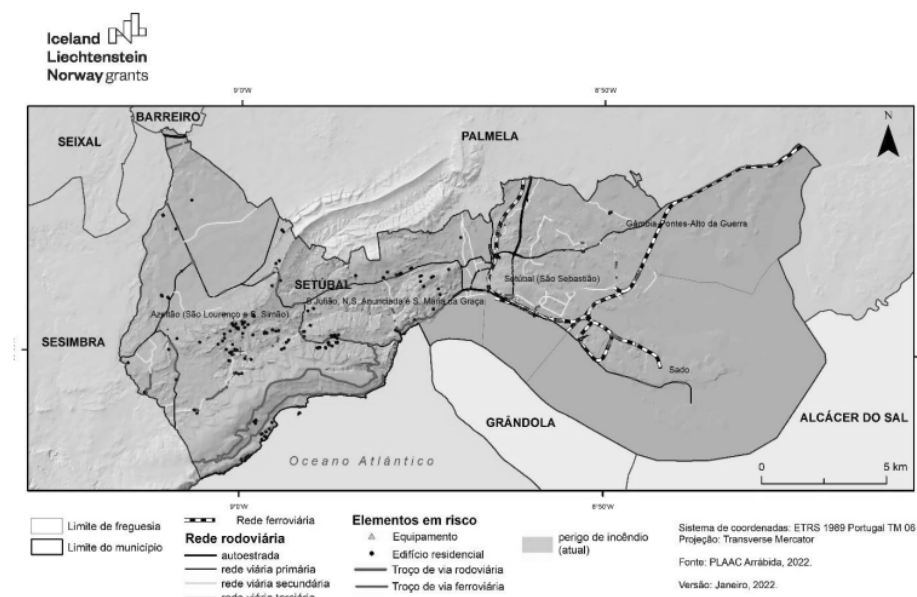 Iceland
Liechtenstein
Norway grants
9°0'W
8°50'W
BARREIRO
SEIXAL
PALMELA
N
Gâmbia-Pontes-Alto da Guerra
Setúbal (São Sebastião)
SETÚBAL
S.Julião, N.S. Anunciada e S. Maria da Graça
Azeitão (São Lourenço e S. Simão)
SESIMBRA
Sado
GRÂNDOLA
ALCÁCER DO SAL
Oceano Atlântico
0
5 km
9°0'W
8°50'W
Limite de freguesia
Limite do município
Rede ferroviária
Rede rodoviária
autoestrada
rede viária primária
rede viária secundária
rede viária terciária
Elementos em risco
Equipamento
Edifício residencial
Troço de via rodoviária
Troço de via ferroviária
perigo de incêndio
(atual)
Sistema de coordenadas: ETRS 1989 Portugal TM 06
Projeção: Transverse Mercator
Fonte: PLAAC Arrábida, 2022.
Versão: Janeiro, 2022.